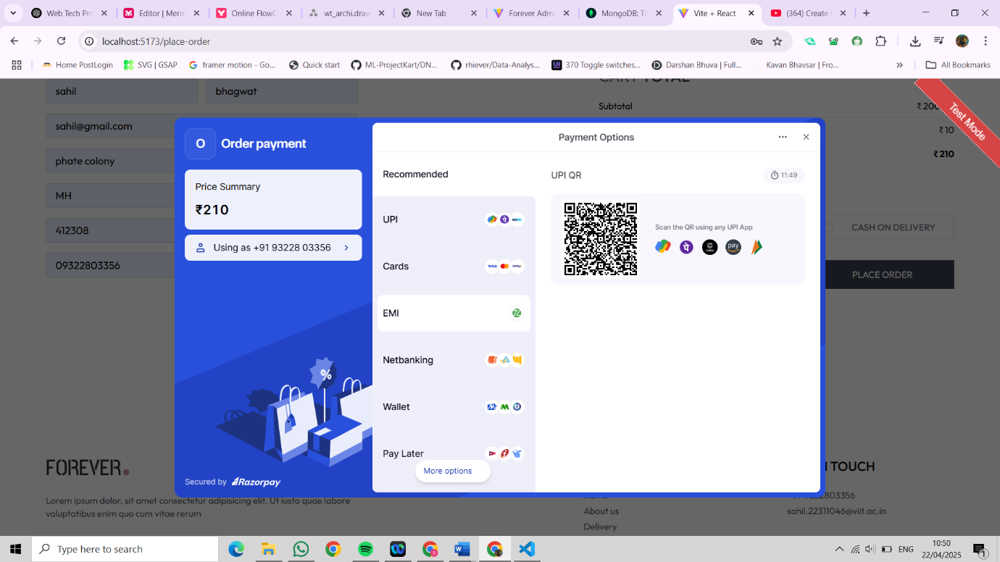 Web Tech Pro
Editor | Merm
Online FlowC
wt_archi.draw
New Tab
Forever Adm
MongoDB: Th
Vite + React
(364) Create F
localhost:5173/place-order
Home PostLogin
SVG | GSAP
framer motion - Go...
Quick start
ML-ProjectKart/DN...
rhiever/Data-Analys...
370 Toggle switches...
Darshan Bhuva | Full...
Kavan Bhavsar | Fro...
All Bookmarks
sahil
bhagwat
sahil@gmail.com
phate colony
MH
412308
09322803356
CART TOTAL
Subtotal
₹ 200
₹ 10
₹ 210
Test Mode
CASH ON DELIVERY
PLACE ORDER
O
Order payment
Price Summary
₹210
Using as +91 93228 03356
%
Secured by Razorpay
Payment Options
Recommended
UPI
Cards
VISA
EMI
Netbanking
Wallet
Pay Later
More options
UPI QR
11:49
Scan the QR using any UPI App
pay
FOREVER.
Lorem ipsum dolor, sit amet consectetur adipisicing elit. Ut iusto quae labore
voluptatibus enim quo cum vitae rerum
Home
About us
Delivery
TOUCH
9322803356
sahil.22311046@viit.ac.in
Type here to search
ENG
10:50
22/04/2025
1